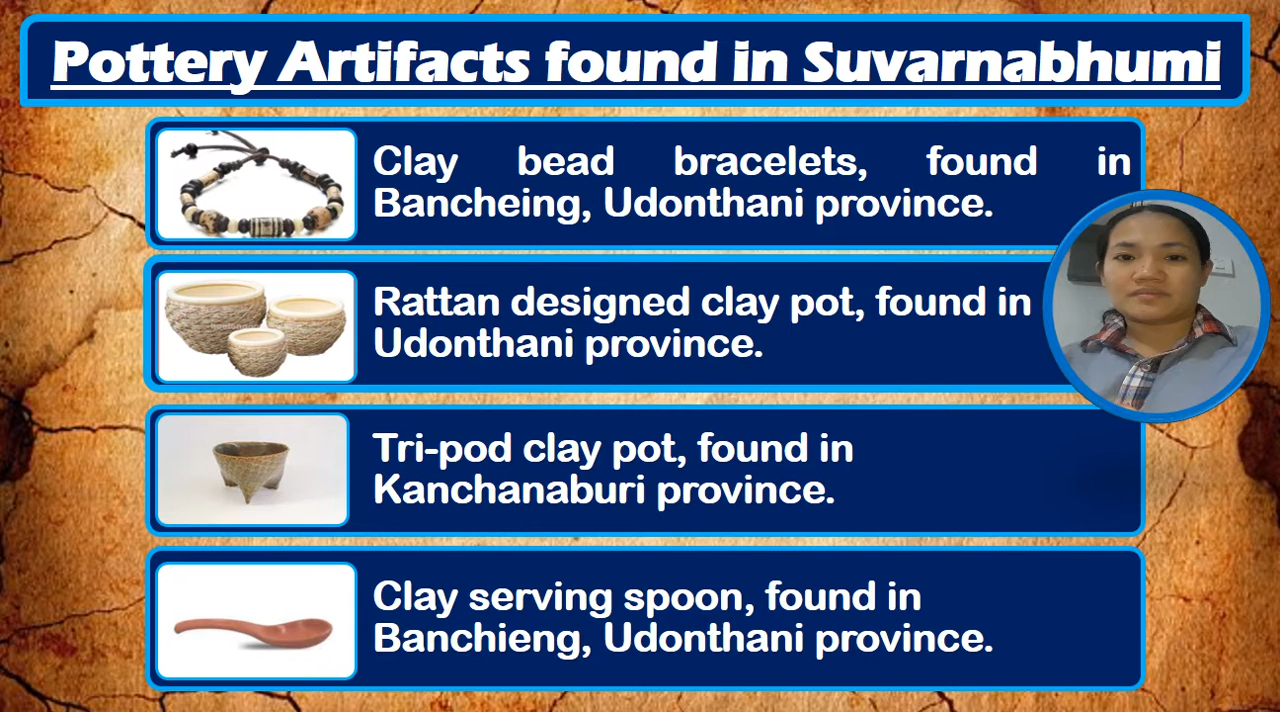 Pottery Artifacts found in Suvarnabhumi
Clay bead bracelets, found in
Bancheing, Udonthani province.
Rattan designed clay pot, found in
Udonthani province.
Tri-pod clay pot, found in
Kanchanaburi province.
Clay serving spoon, found in
Banchieng, Udonthani province.